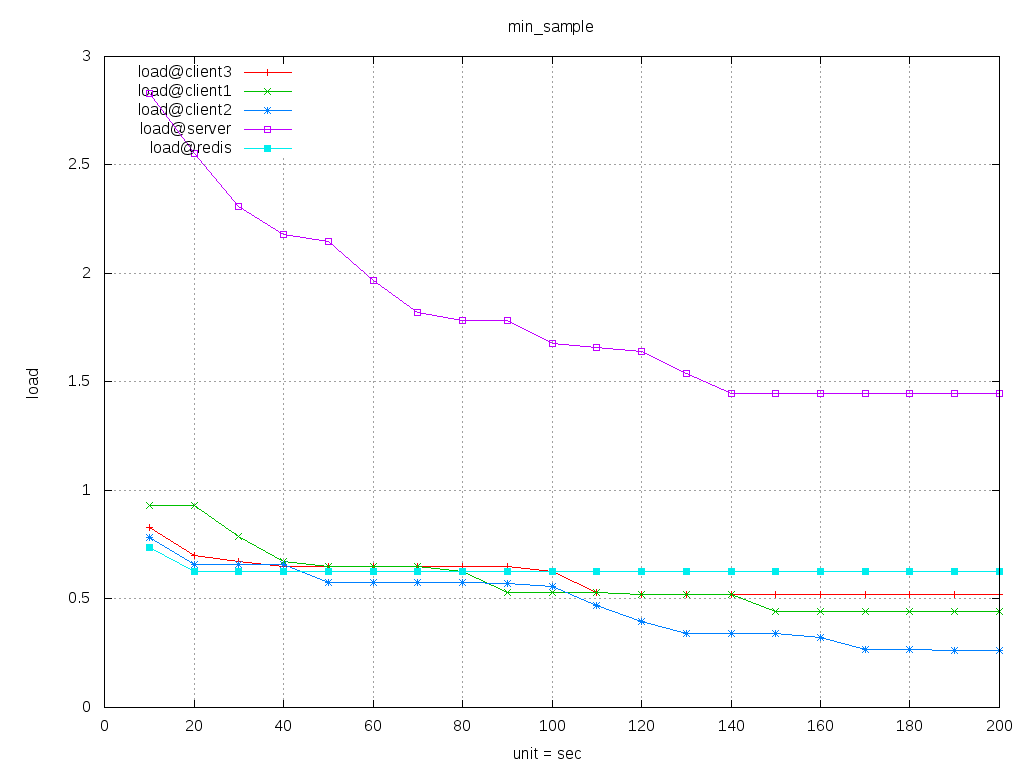 min_sample
3
2.5
2
1.5
1
0.5
0
load
load@client3
load@client1
load@client2
load@server
load@redis
0 20 40 60 80 100 120 140 160 180 200
unit = sec